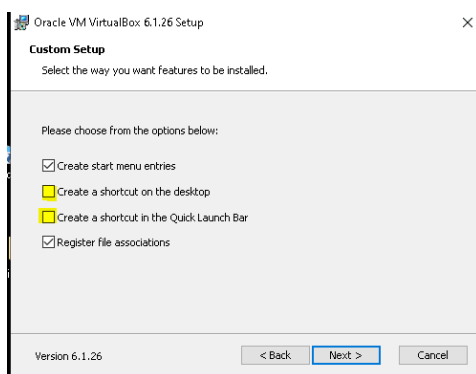 Oracle VM VirtualBox 6.1.26 Setup
Custom Setup
Select the way you want features to be installed.
Please choose from the options below:
Create start menu entries
Create a shortcut on the desktop
Create a shortcut in the Quick Launch Bar
Register file associations
Version 6.1.26
< Back Next > Cancel